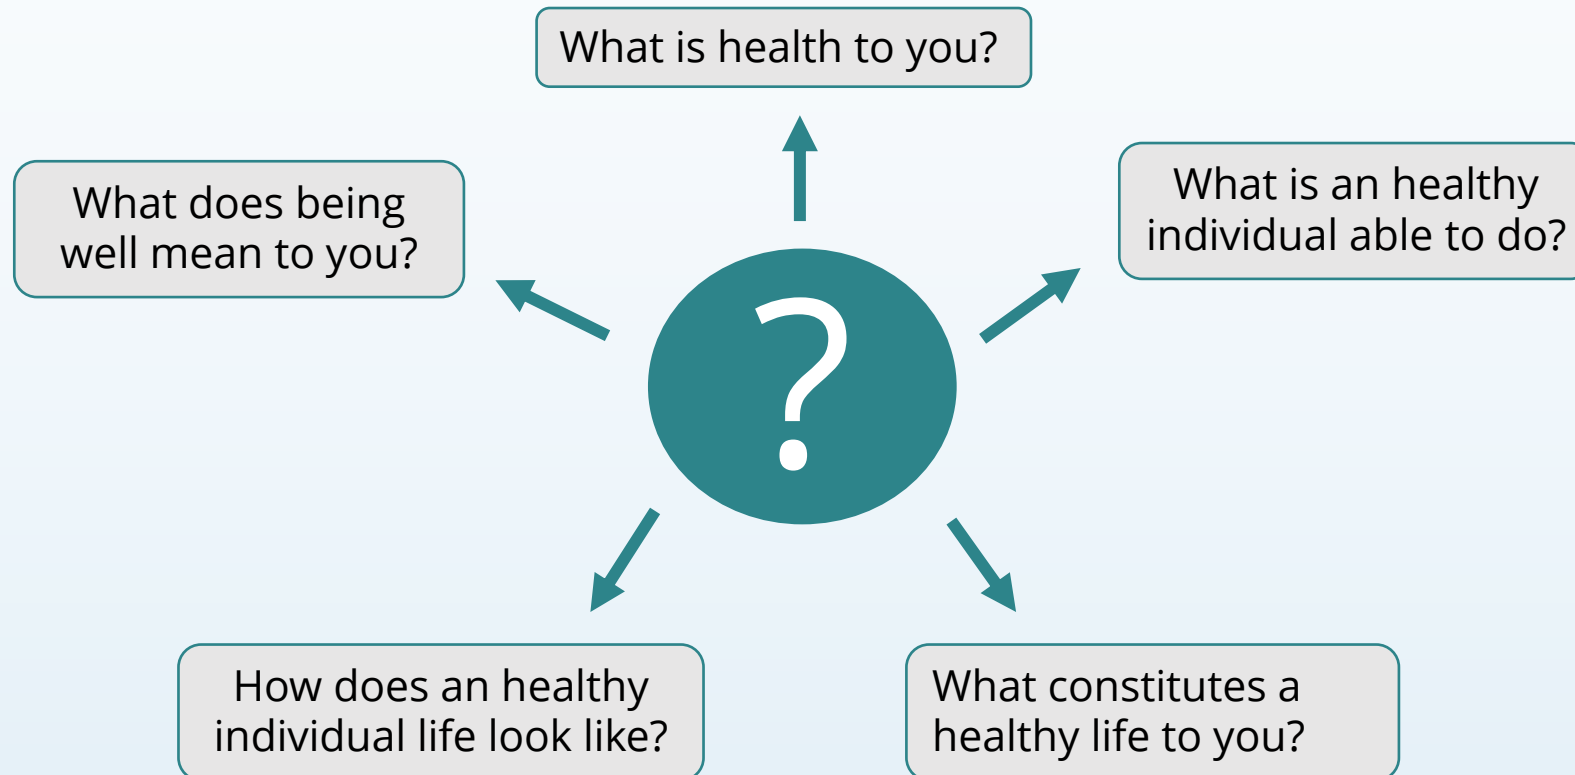 What is health to you?
What does being
well mean to you?
What is an healthy
individual able to do?
?
How does an healthy
individual life look like?
What constitutes a
healthy life to you?